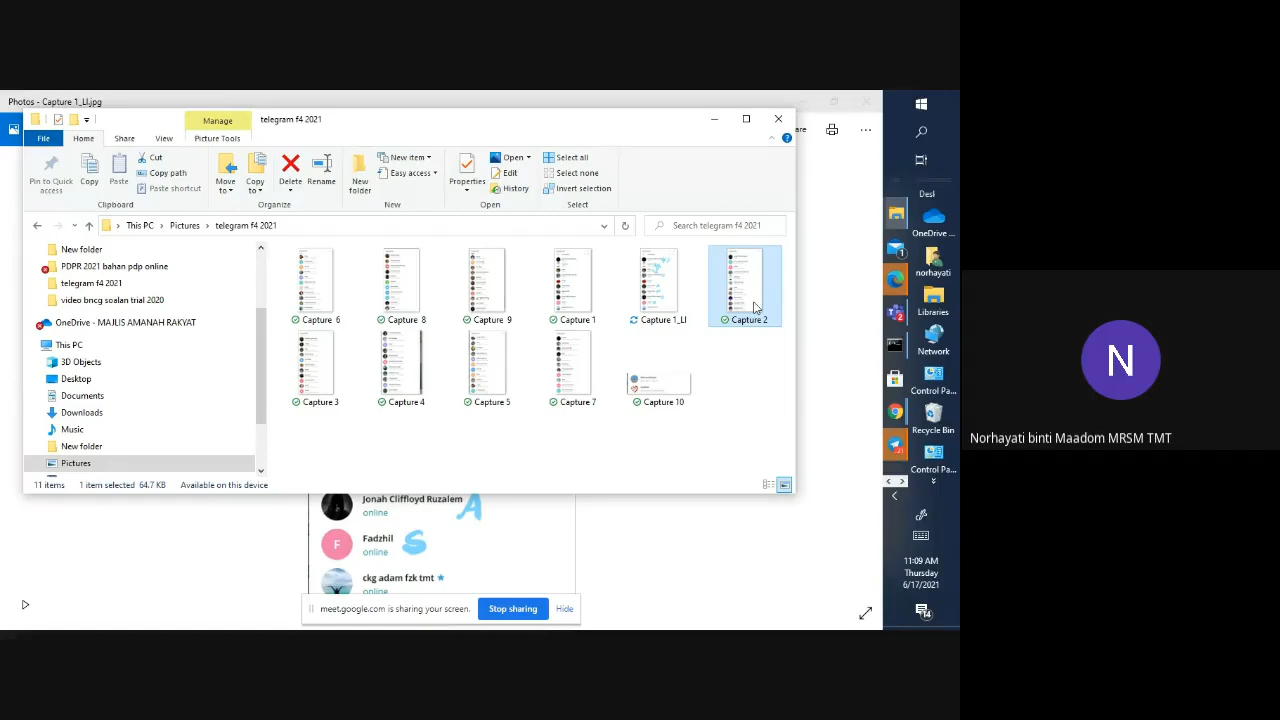 Photos - Capture 1_LI.jpg
Manage
telegram f4 2021
File
Home
Share
View
Picture Tools
are
Pin to Quick
access
Copy
Paste
Cut
Copy path
Paste shortcut
Clipboard
Move
to
Copy
to
Delete
Rename
Organize
New
folder
New item
Easy access
New
Properties
Open
Edit
History
Open
Select all
Select none
Invert selection
Select
This PC
Pictures
telegram f4 2021
Search telegram f4 2021
New folder
PDPR 2021 bahan pdp online
telegram f4 2021
video bncg soalan trial 2020
OneDrive - MAJLIS AMANAH RAKYAT
This PC
3D Objects
Desktop
Documents
Downloads
Music
New folder
Pictures
Capture 6
Capture 8
Capture 9
Capture 1
Capture 1_LI
Capture 2
Capture 3
Capture 4
Capture 5
Capture 7
Capture 10
11 items
1 item selected 64.7 KB
Available on this device
Jonah Cliffloyd Ruzalem
online
A
F
Fadzhil
online
S
ckg adam fzk tmt
online
meet.google.com is sharing your screen.
Stop sharing
Hide
Desk
OneDrive ...
norhayati
Libraries
Network
Control Pa...
Recycle Bin
Control Pa...
1
11:09 AM
Thursday
6/17/2021
14
N
Norhayati binti Maadom MRSM TMT